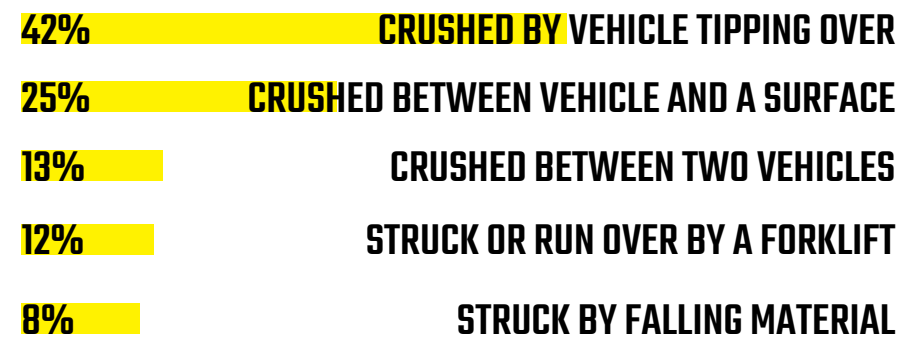 42% CRUSHED BY VEHICLE TIPPING OVER
25% CRUSHED BETWEEN VEHICLE AND A SURFACE
13% CRUSHED BETWEEN TWO VEHICLES
12% STRUCK OR RUN OVER BY A FORKLIFT
8% STRUCK BY FALLING MATERIAL